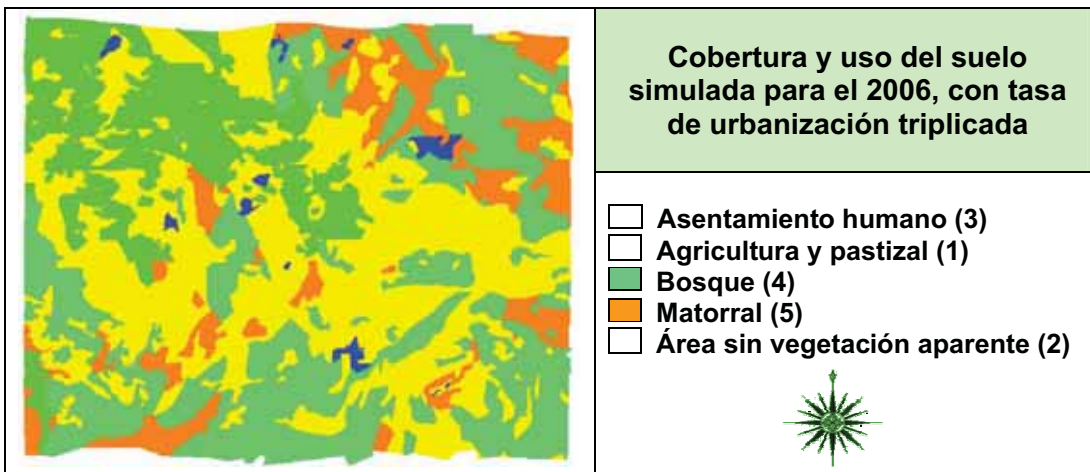 Cobertura y uso del suelo
simulada para el 2006, con tasa
de urbanización triplicada
Asentamiento humano (3)
Agricultura y pastizal (1)
Bosque (4)
Matorral (5)
Área sin vegetación aparente (2)